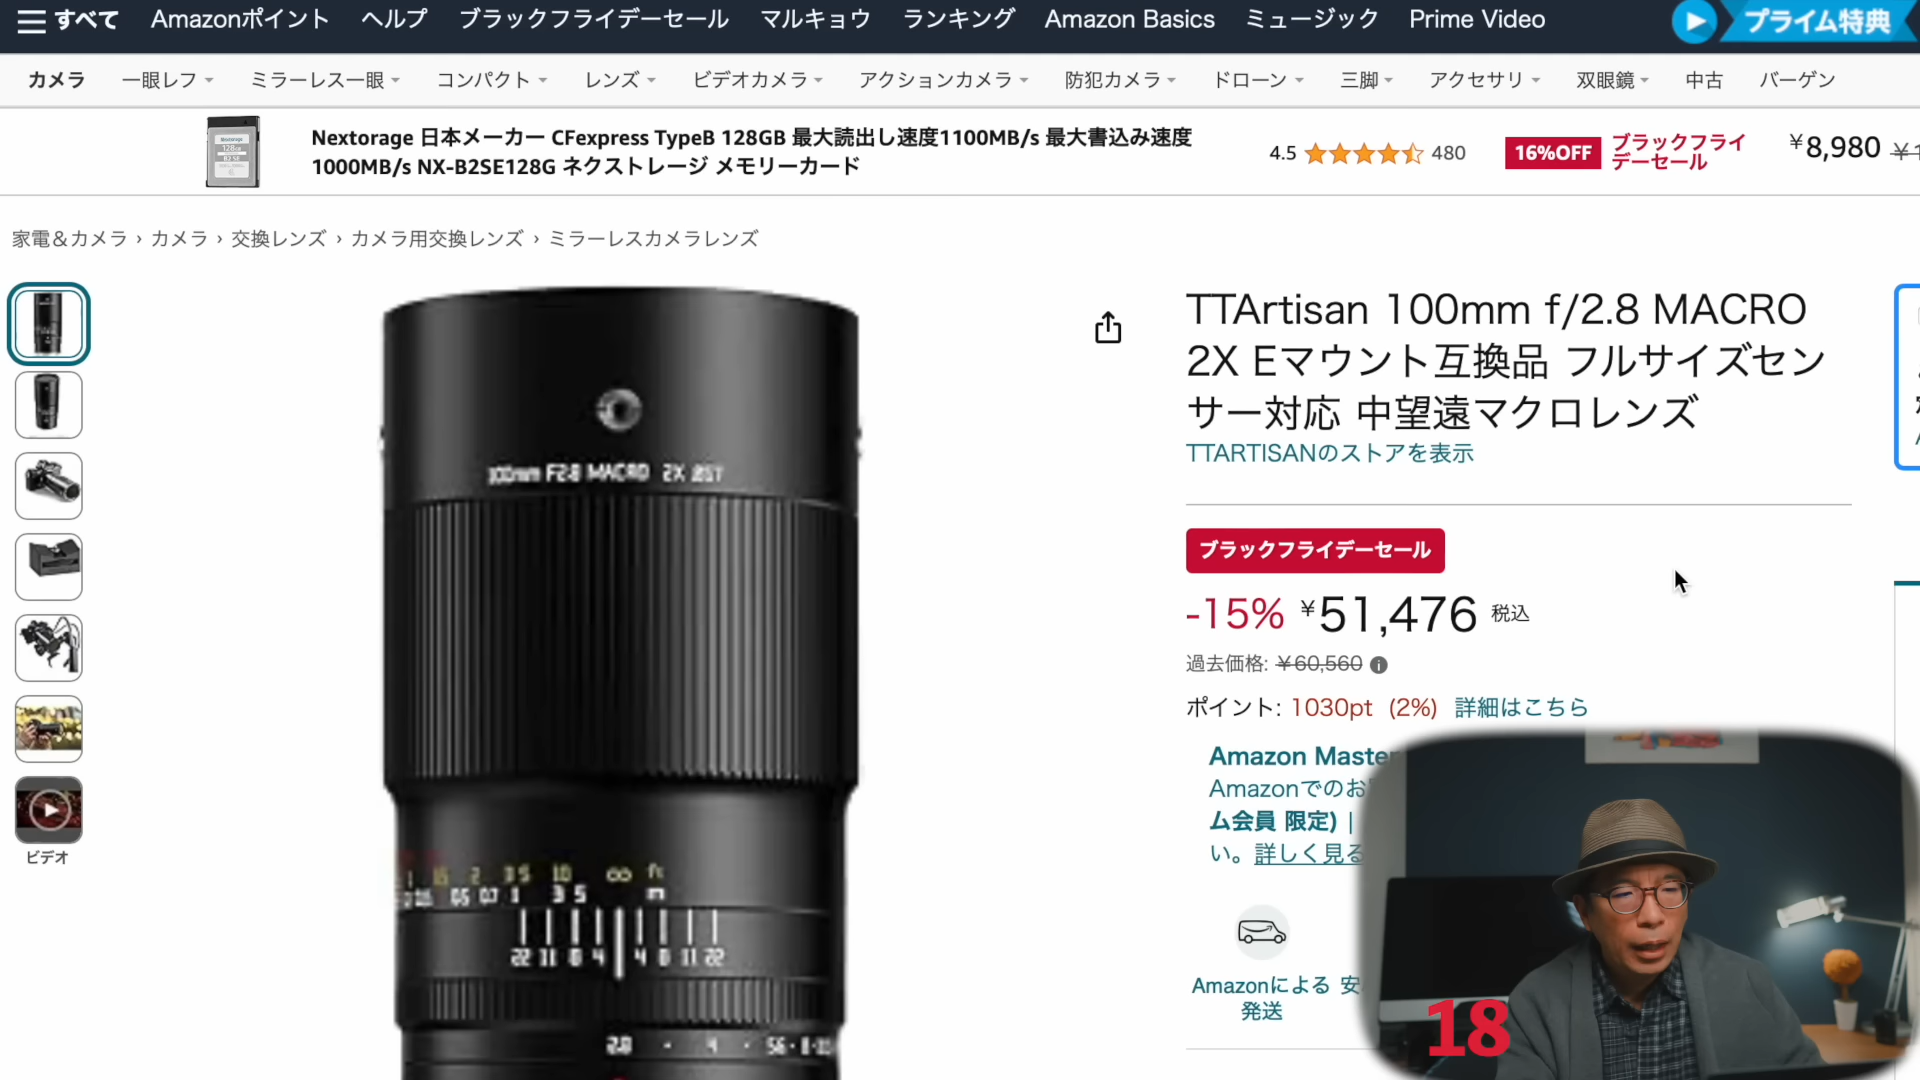 すべて Amazonポイント ヘルプ ブラックフライデーセール マルキョウ ランキング Amazon Basics ミュージック Prime Video プライム特典
カメラ 一眼レフ ミラーレス一眼 コンパクト レンズ ビデオカメラ アクションカメラ 防犯カメラ ドローン 三脚 アクセサリ 双眼鏡 中古 バーゲン
Nextorage 日本メーカー CFexpress TypeB 128GB 最大読出し速度1100MB/s 最大書込み速度
1000MB/s NX-B2SE128G ネクストレージ メモリーカード
4.5 480
16%OFF
ブラックフライ
デーセール
¥8,980
家電＆カメラ › カメラ › 交換レンズ › カメラ用交換レンズ › ミラーレスカメラレンズ
100mm F2.8 MACRO 2X
TTArtisan 100mm f/2.8 MACRO
2X Eマウント互換品 フルサイズセン
サー対応 中望遠マクロレンズ
TTARTISANのストアを表示
ブラックフライデーセール
-15% ¥51,476 税込
過去価格: ¥60,560
ポイント: 1030pt (2%) 詳細はこちら
Amazon Master
Amazonでのお
ム会員 限定) |
い。詳しく見る
ビデオ
∞ ft
m
22 11 8 4 4 8 11 22
2.8 4
Amazonによる
発送
安
18